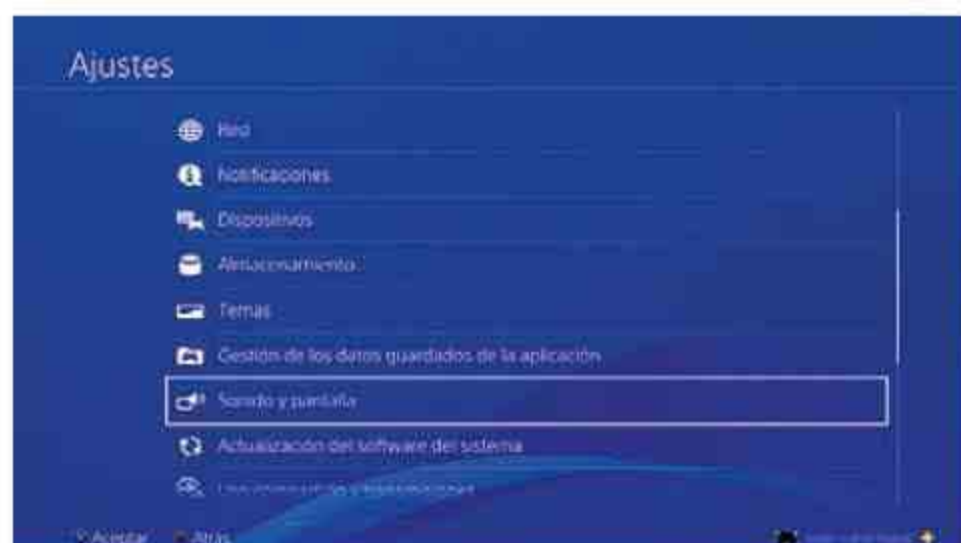 Ajustes
Red
Notificaciones
Dispositivos
Almacenamiento
Temas
Gestión de los datos guardados de la aplicación
Sonido y pantalla
Actualización del software del sistema
Aceptar Atrás